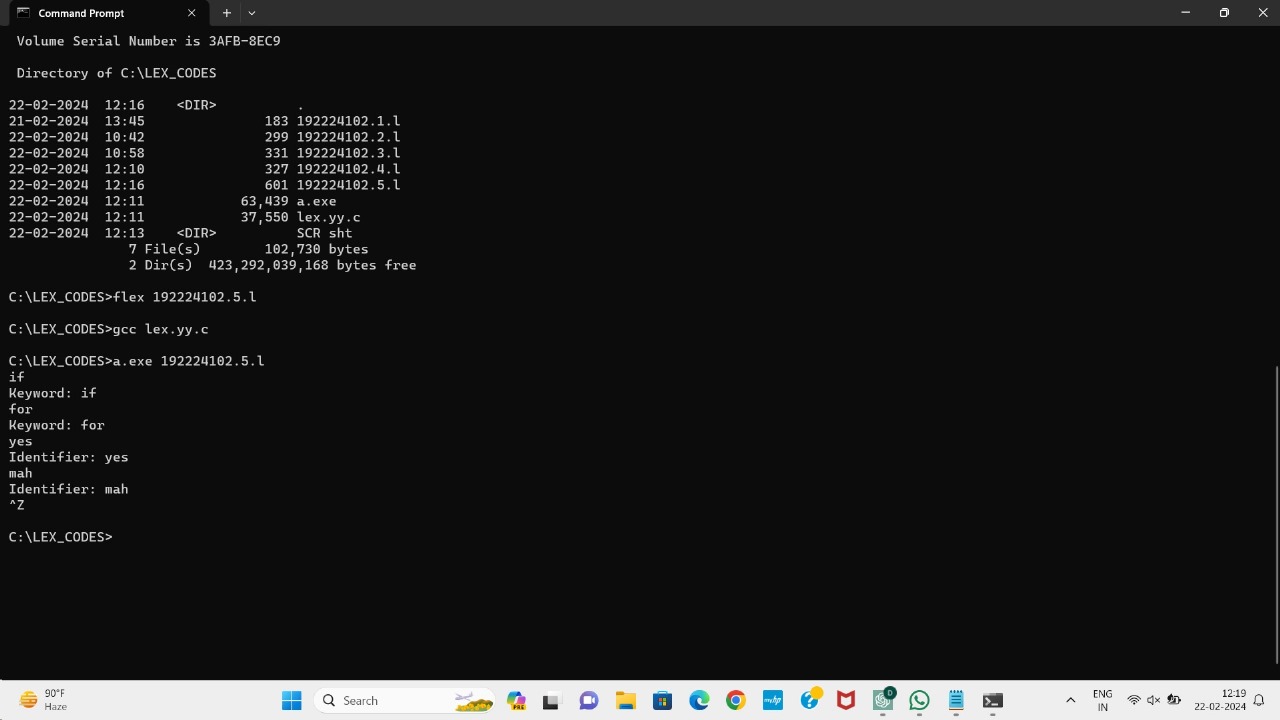 Command Prompt
Volume Serial Number is 3AFB-8EC9
Directory of C:\LEX_CODES
22-02-2024  12:16    <DIR>          .
21-02-2024  13:45               183 192224102.1.l
22-02-2024  10:42               299 192224102.2.l
22-02-2024  10:58               331 192224102.3.l
22-02-2024  12:10               327 192224102.4.l
22-02-2024  12:16               601 192224102.5.l
22-02-2024  12:11            63,439 a.exe
22-02-2024  12:11            37,550 lex.yy.c
22-02-2024  12:13    <DIR>          SCR sht
7 File(s)        102,730 bytes
2 Dir(s)  423,292,039,168 bytes free
C:\LEX_CODES>flex 192224102.5.l
C:\LEX_CODES>gcc lex.yy.c
C:\LEX_CODES>a.exe 192224102.5.l
if
Keyword: if
for
Keyword: for
yes
Identifier: yes
mah
Identifier: mah
^Z
C:\LEX_CODES>
90°F
Haze
Search
PRE
myhp
D
ENG
IN
12:19
22-02-2024